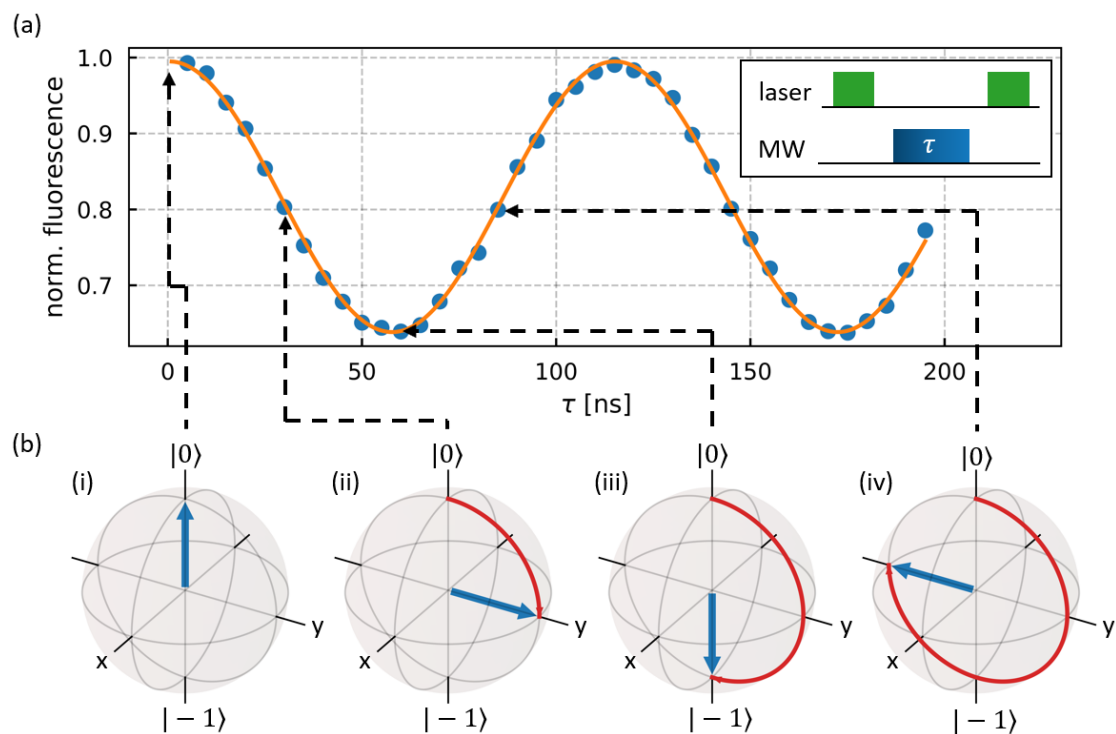 (a)
norm. fluorescence
1.0
0.9
0.8
0.7
0
50
100
150
200
τ [ns]
laser
MW
τ
(b)
(i)
|0⟩
x
y
|−1⟩
(ii)
|0⟩
x
y
|−1⟩
(iii)
|0⟩
x
y
|−1⟩
(iv)
|0⟩
x
y
|−1⟩